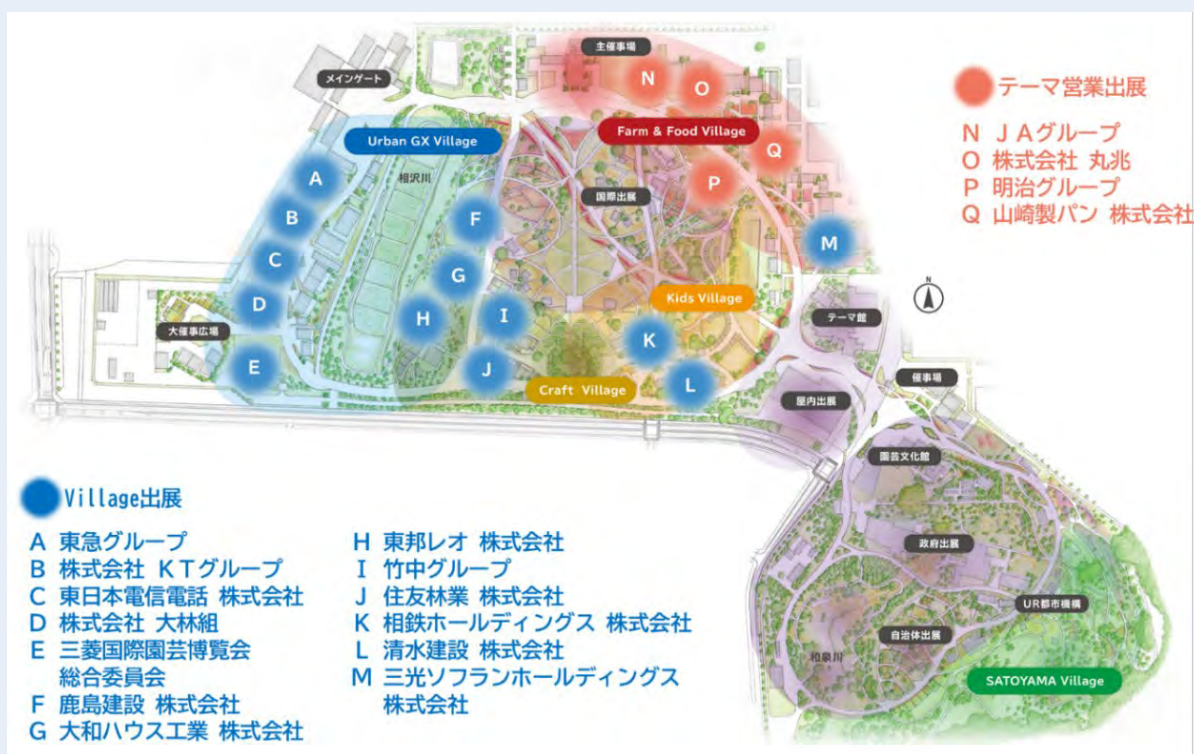 主催事場
メインゲート
N
O
テーマ営業出展
N JAグループ
O 株式会社 丸兆
P 明治グループ
Q 山崎製パン 株式会社
Urban GX Village
Farm & Food Village
Q
A
相沢川
P
国際出展
B
F
M
C
G
N
Kids Village
D
H
I
テーマ館
大催事広場
K
E
J
L
催事場
Craft Village
屋内出展
園芸文化館
Village出展
A 東急グループ
B 株式会社 KTグループ
C 東日本電信電話 株式会社
D 株式会社 大林組
E 三菱国際園芸博覧会
総合委員会
F 鹿島建設 株式会社
G 大和ハウス工業 株式会社
H 東邦レオ 株式会社
I 竹中グループ
J 住友林業 株式会社
K 相鉄ホールディングス 株式会社
L 清水建設 株式会社
M 三光ソフランホールディングス
株式会社
政府出展
UR都市機構
自治体出展
和泉川
SATOYAMA Village